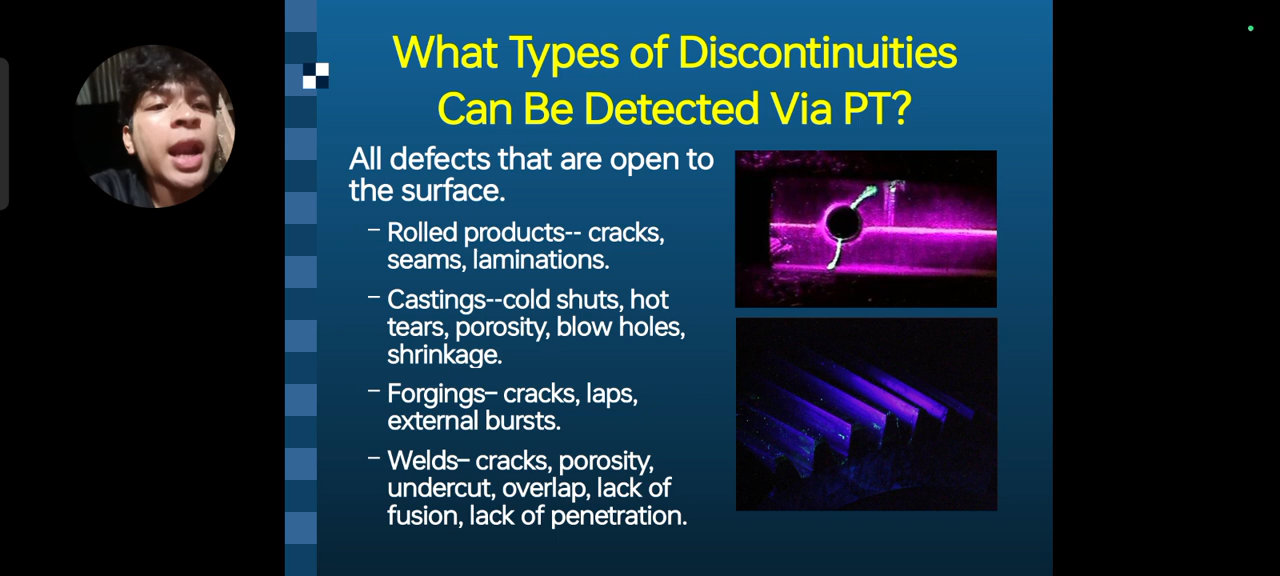 What Types of Discontinuities
Can Be Detected Via PT?
All defects that are open to
the surface.
– Rolled products-- cracks,
seams, laminations.
– Castings--cold shuts, hot
tears, porosity, blow holes,
shrinkage.
– Forgings– cracks, laps,
external bursts.
– Welds– cracks, porosity,
undercut, overlap, lack of
fusion, lack of penetration.